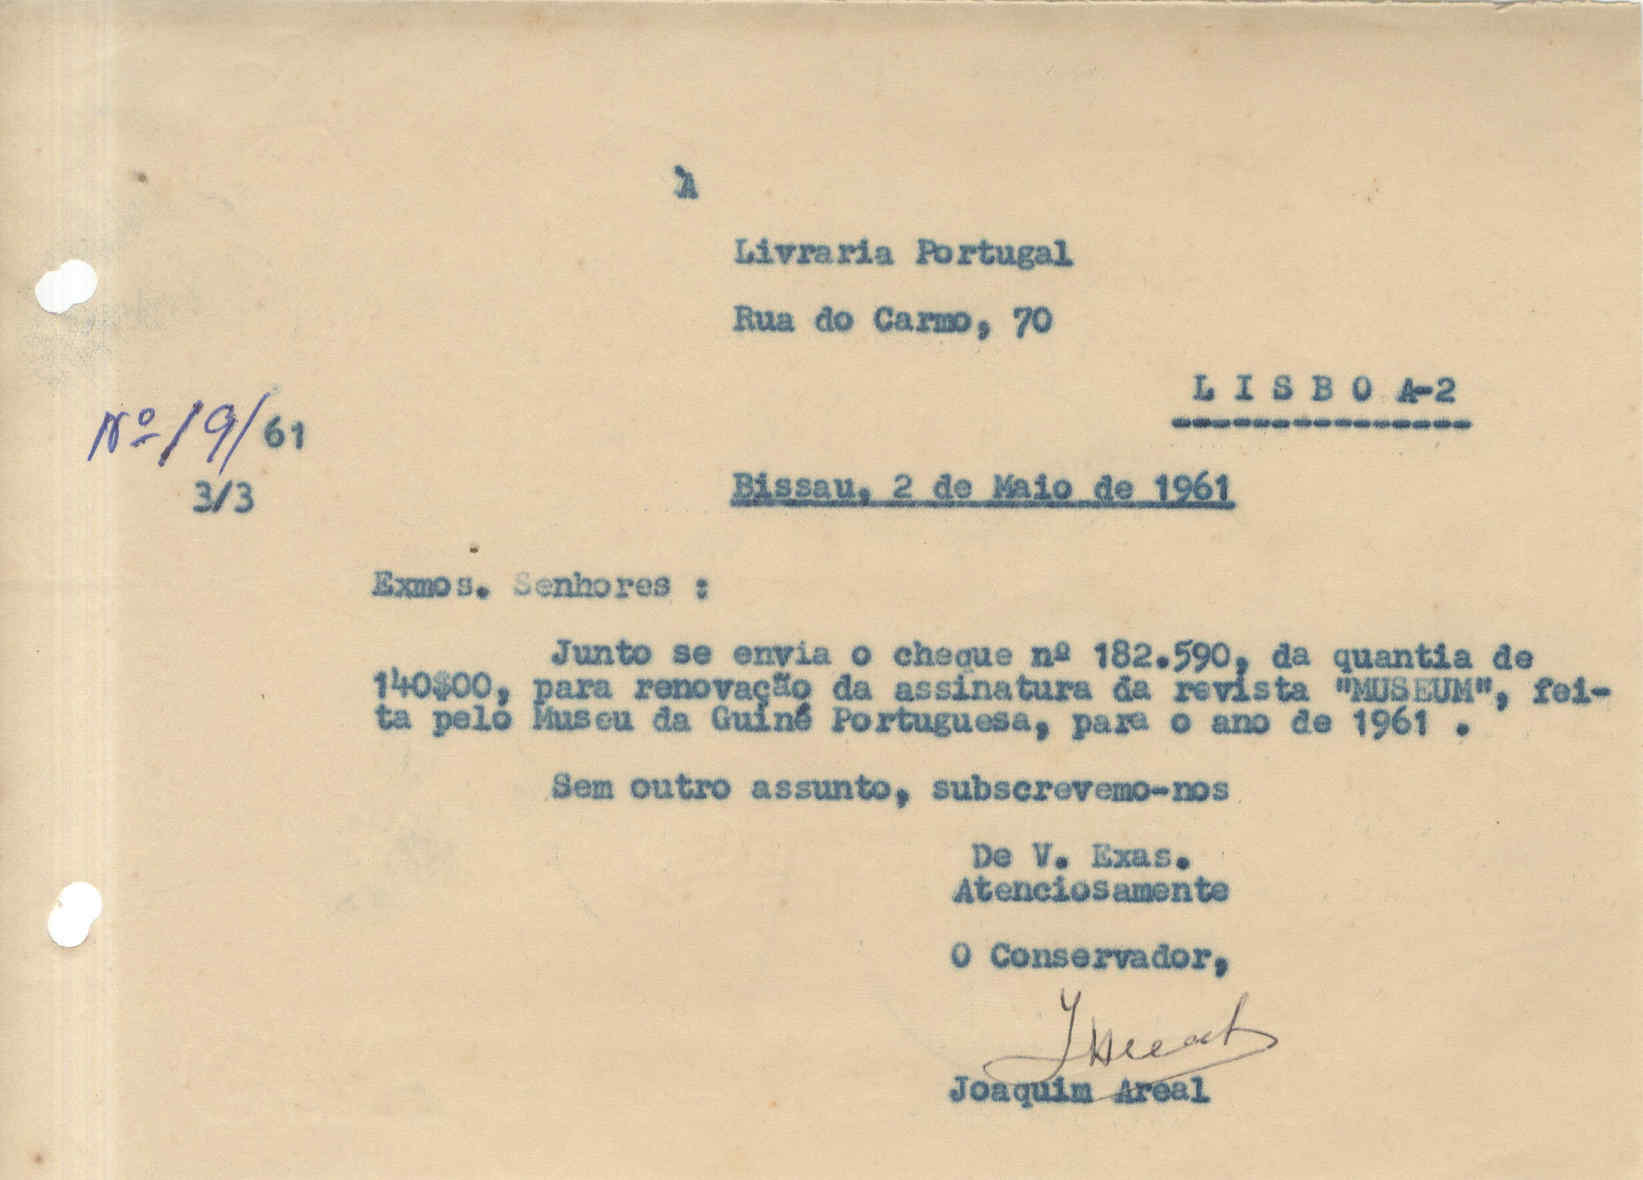 À
Livraria Portugal
Rua do Carmo, 70
L I S B O A-2
---------------
Nº 19/61
3/3
Bissau, 2 de Maio de 1961
Exmos. Senhores :
Junto se envia o cheque nº 182.590, da quantia de
140$00, para renovação da assinatura da revista "MUSEUM", fei-
ta pelo Museu da Guiné Portuguesa, para o ano de 1961 .
Sem outro assunto, subscrevemo-nos
De V. Exas.
Atenciosamente
O Conservador,
JAreal
Joaquim Areal